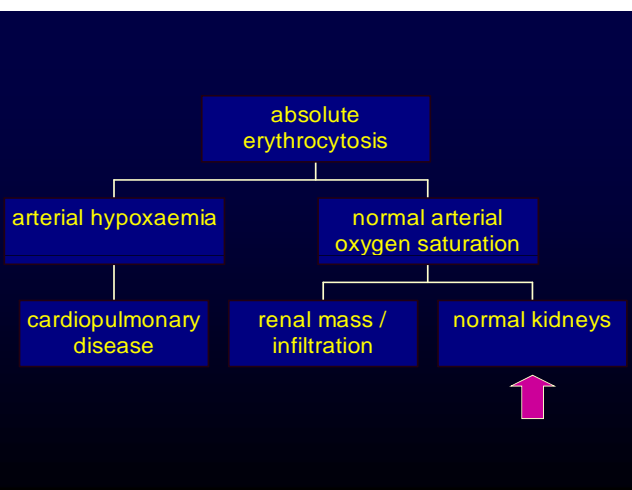 absolute
erythrocytosis
arterial hypoxaemia
normal arterial
oxygen saturation
cardiopulmonary
disease
renal mass /
infiltration
normal kidneys